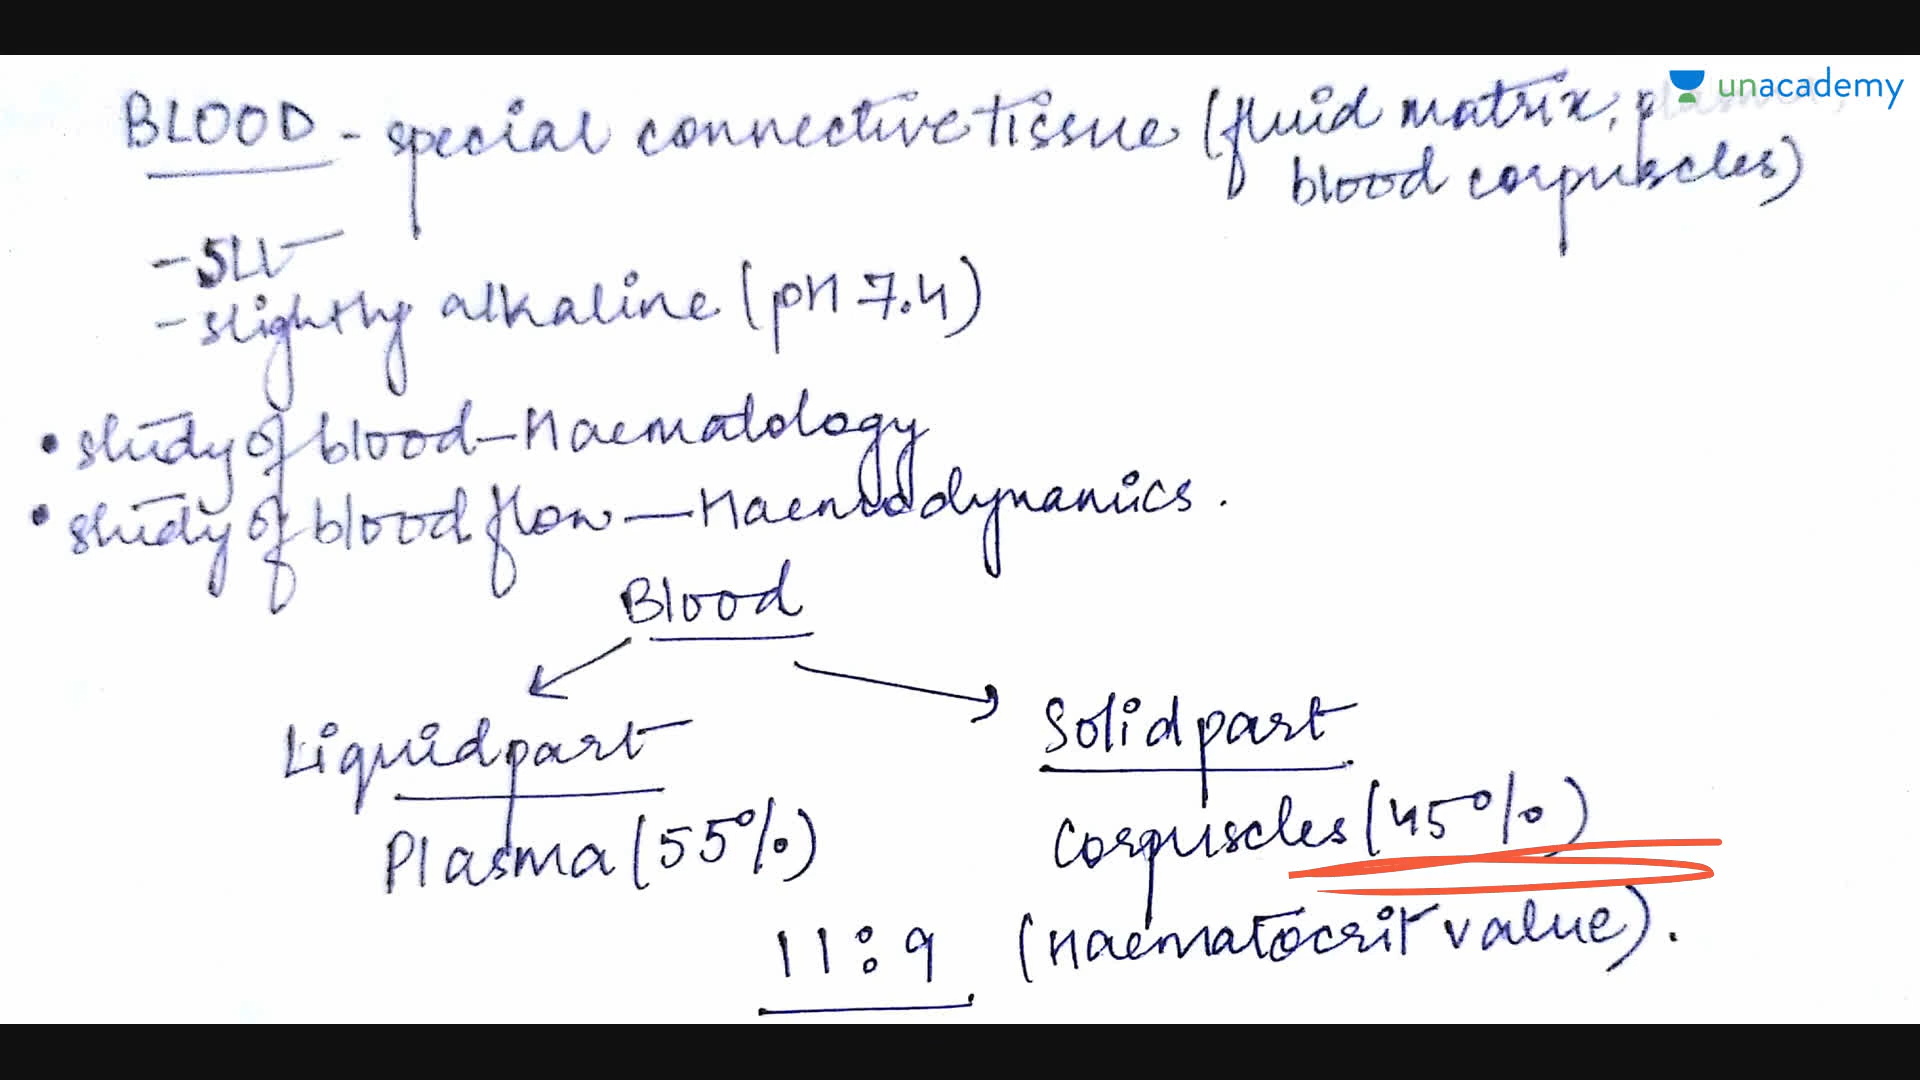 unacademy
BLOOD - special connective tissue (fluid matrix,
blood corpuscles)
- 5Lt
- slightly alkaline (pH 7.4)
• study of blood - Haematology
• study of blood flow - Haemodynamics.
Blood
Liquid part
Solid part
Plasma (55%)
Corpuscles (45%)
11:9
(Haematocrit value).